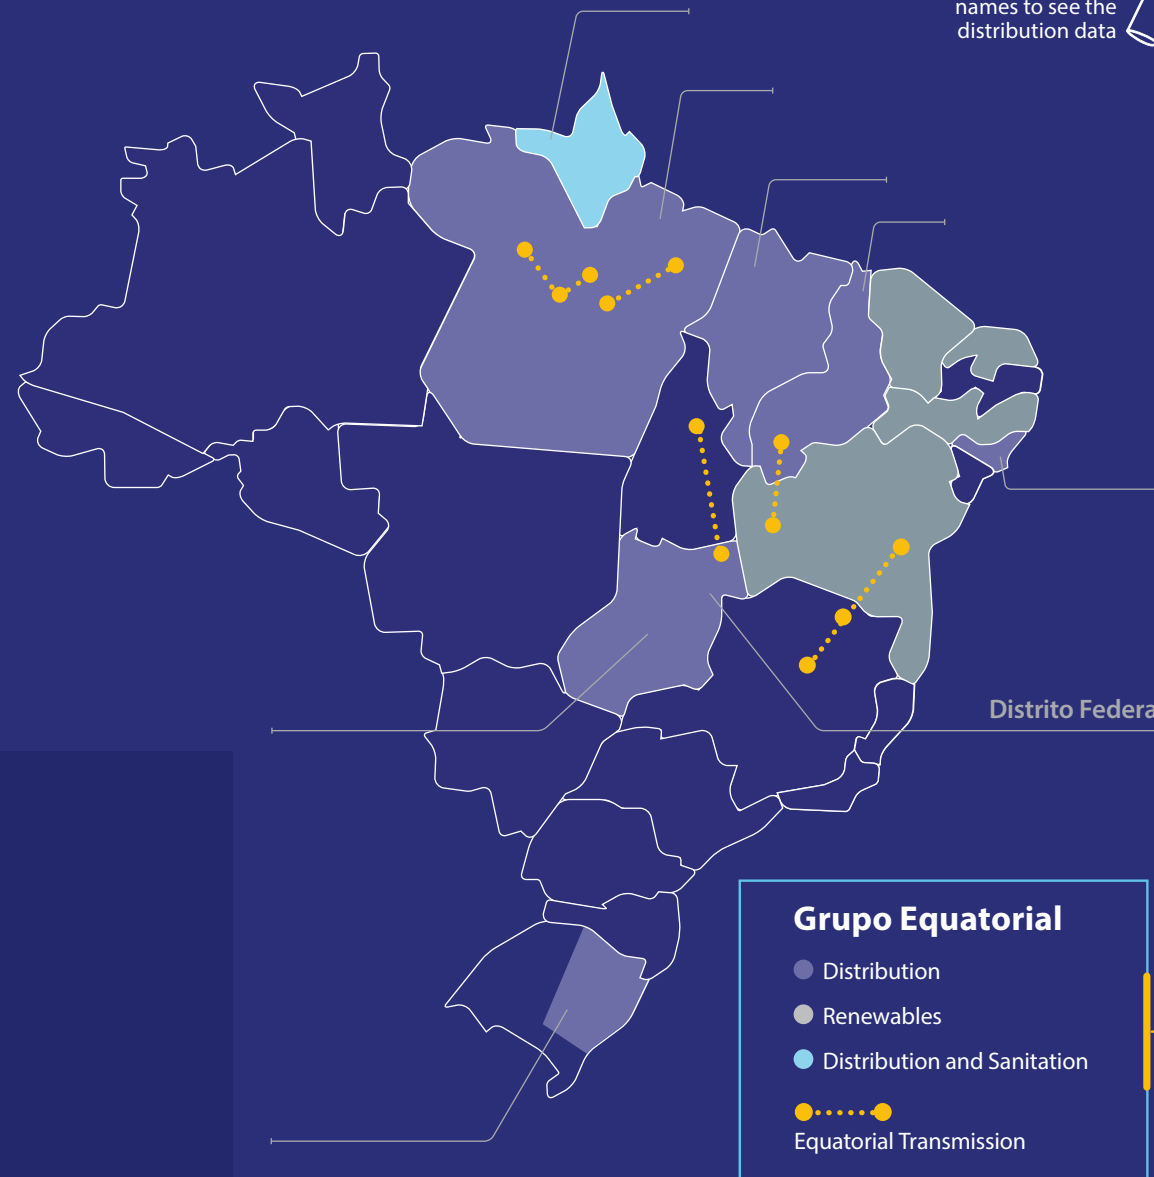 names to see the
distribution data
Distrito Federa
Grupo Equatorial
Distribution
Renewables
Distribution and Sanitation
Equatorial Transmission